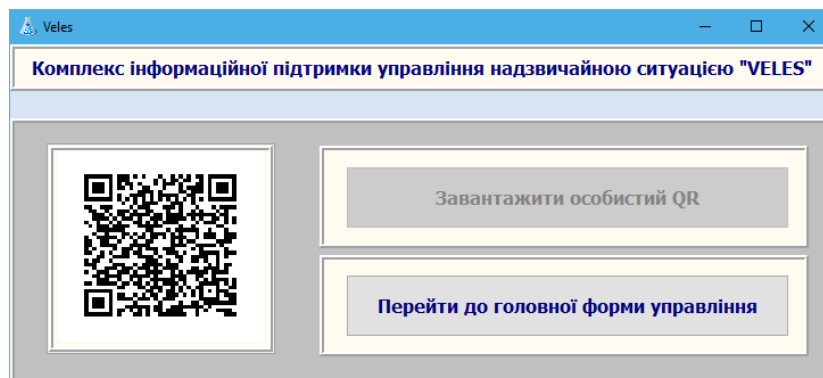 Veles
Комплекс інформаційної підтримки управління надзвичайною ситуацією "VELES"
Завантажити особистий QR
Перейти до головної форми управління